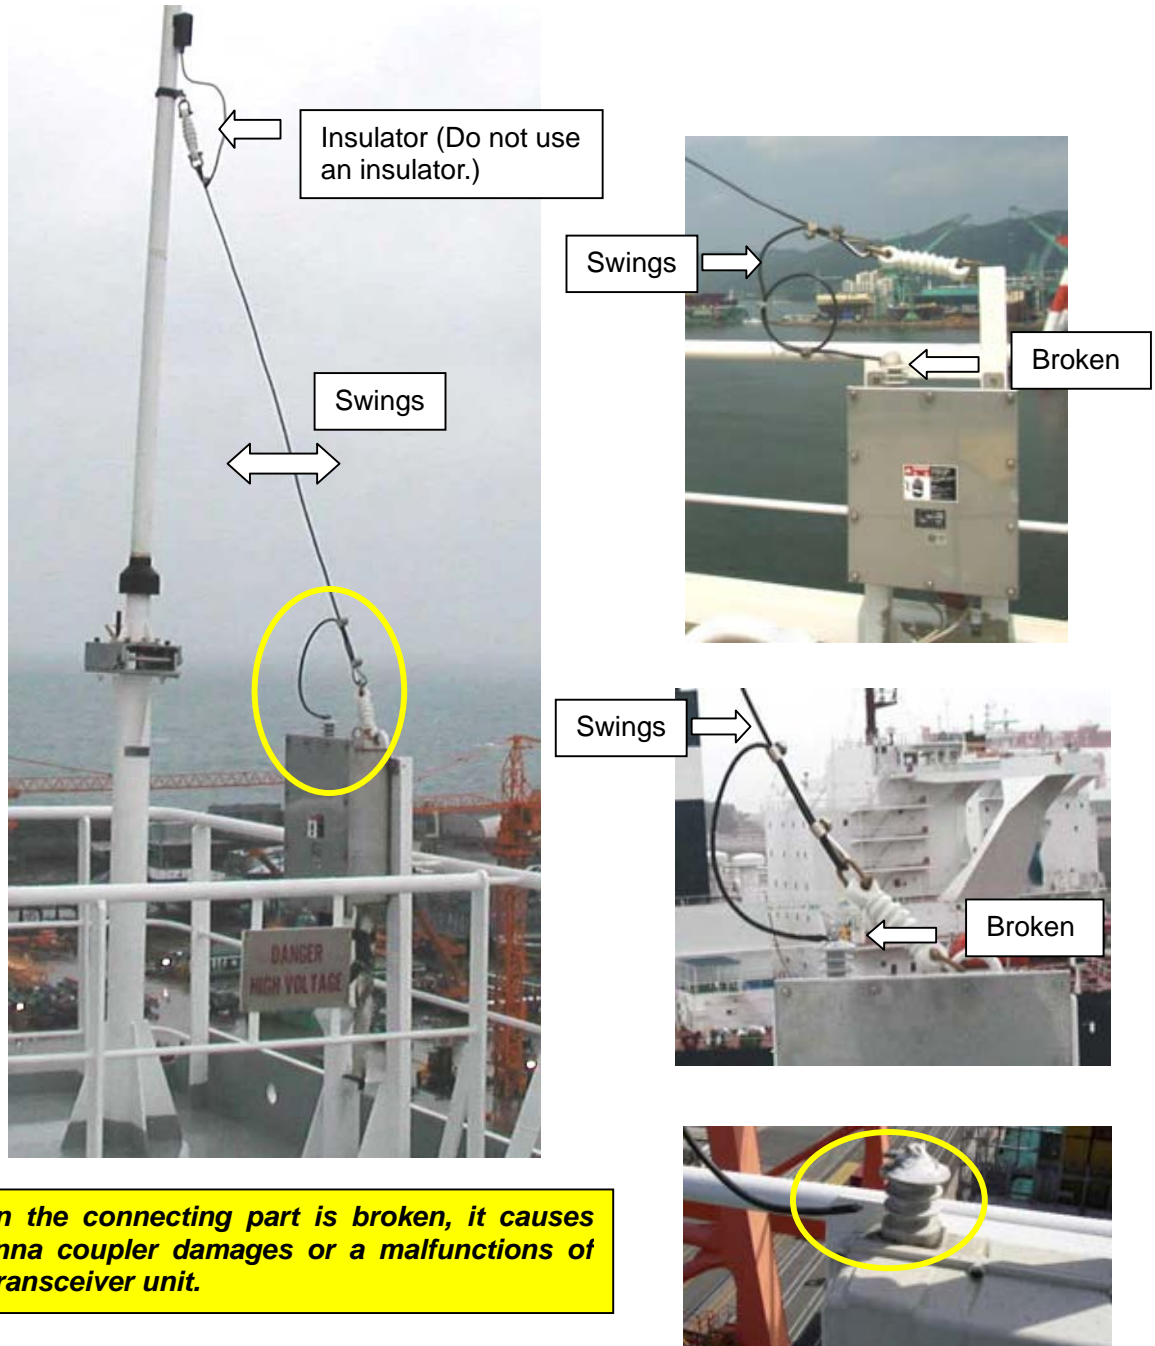 Insulator (Do not use
an insulator.)
Swings
Broken
Swings
Swings
Broken
DANGER
HIGH VOLTAGE
n the connecting part is broken, it causes
nna coupler damages or a malfunctions of
ransceiver unit.